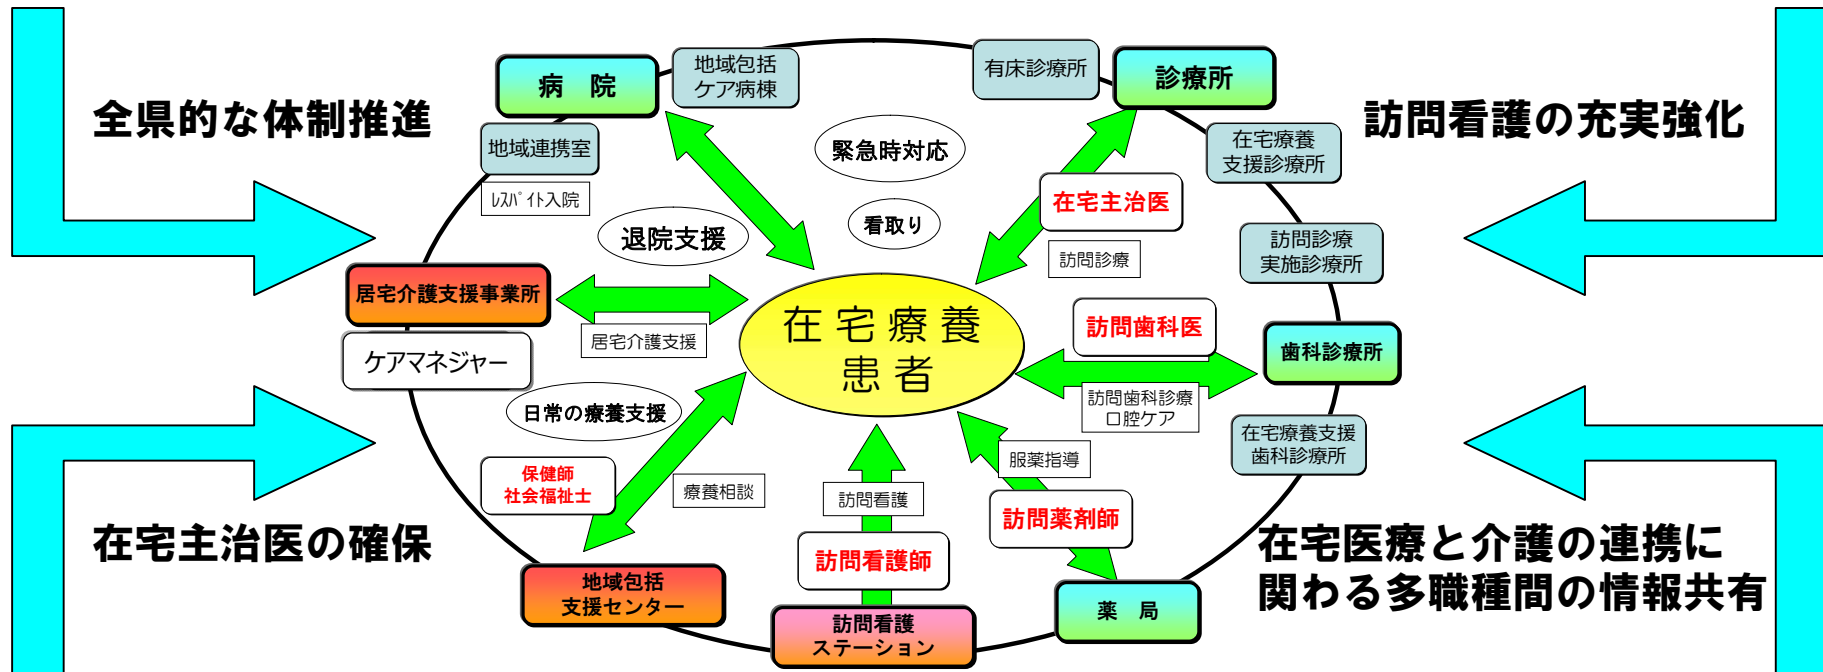 病 院
地域包括
ケア病棟
有床診療所
診療所
全県的な体制推進
訪問看護の充実強化
地域連携室
緊急時対応
在宅療養
支援診療所
ﾚｽﾊﾟｲﾄ入院
在宅主治医
退院支援
看取り
訪問診療
訪問診療
実施診療所
居宅介護支援事業所
居宅介護支援
在宅療養
患者
訪問歯科医
歯科診療所
ケアマネジャー
訪問歯科診療
口腔ケア
日常の療養支援
在宅療養支援
歯科診療所
保健師
社会福祉士
療養相談
訪問看護
服薬指導
訪問薬剤師
在宅主治医の確保
訪問看護師
在宅医療と介護の連携に
関わる多職種間の情報共有
地域包括
支援センター
訪問看護
ステーション
薬 局